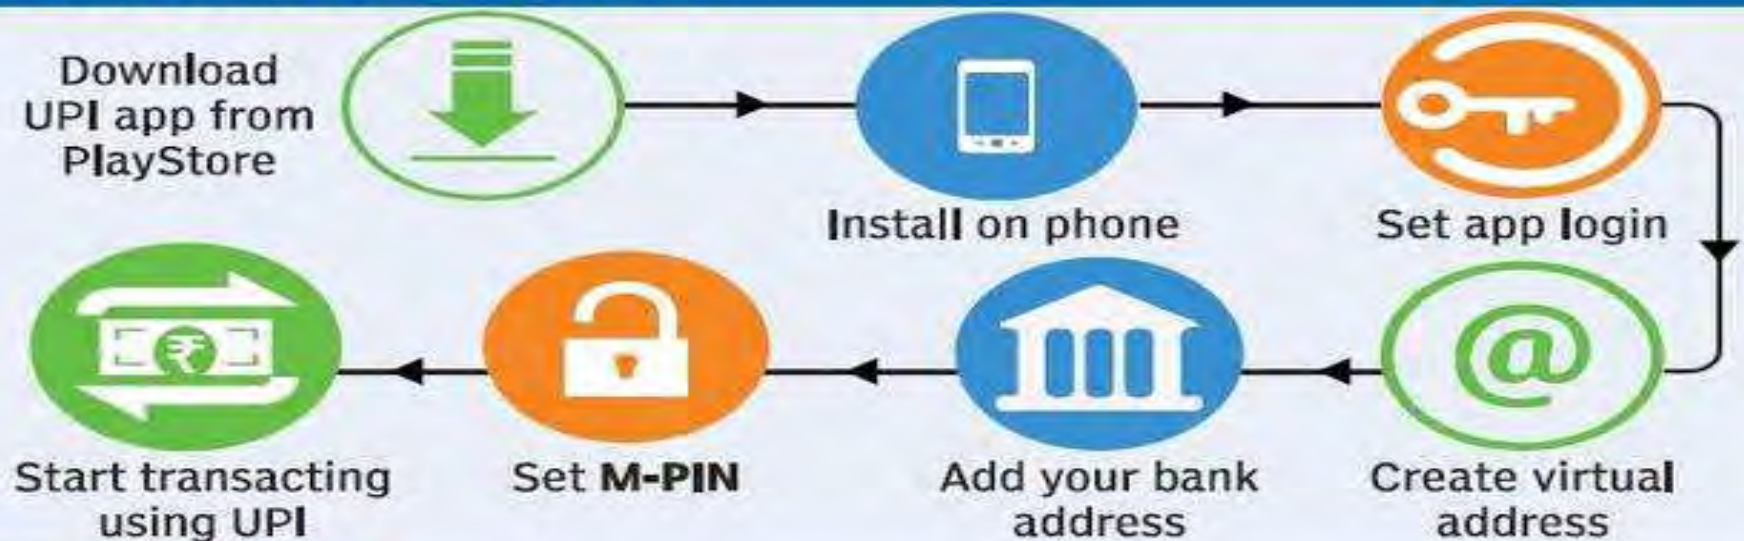 Download
UPI app from
PlayStore
Install on phone
Set app login
Create virtual
address
Add your bank
address
Set M-PIN
Start transacting
using UPI